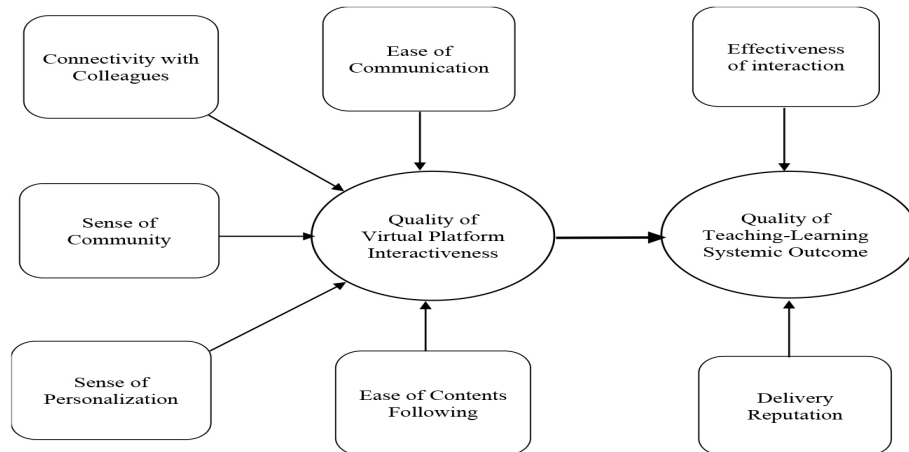 Connectivity with
Colleagues
Ease of
Communication
Effectiveness
of interaction
Sense of
Community
Quality of
Virtual Platform
Interactiveness
Quality of
Teaching-Learning
Systemic Outcome
Sense of
Personalization
Ease of Contents
Following
Delivery
Reputation